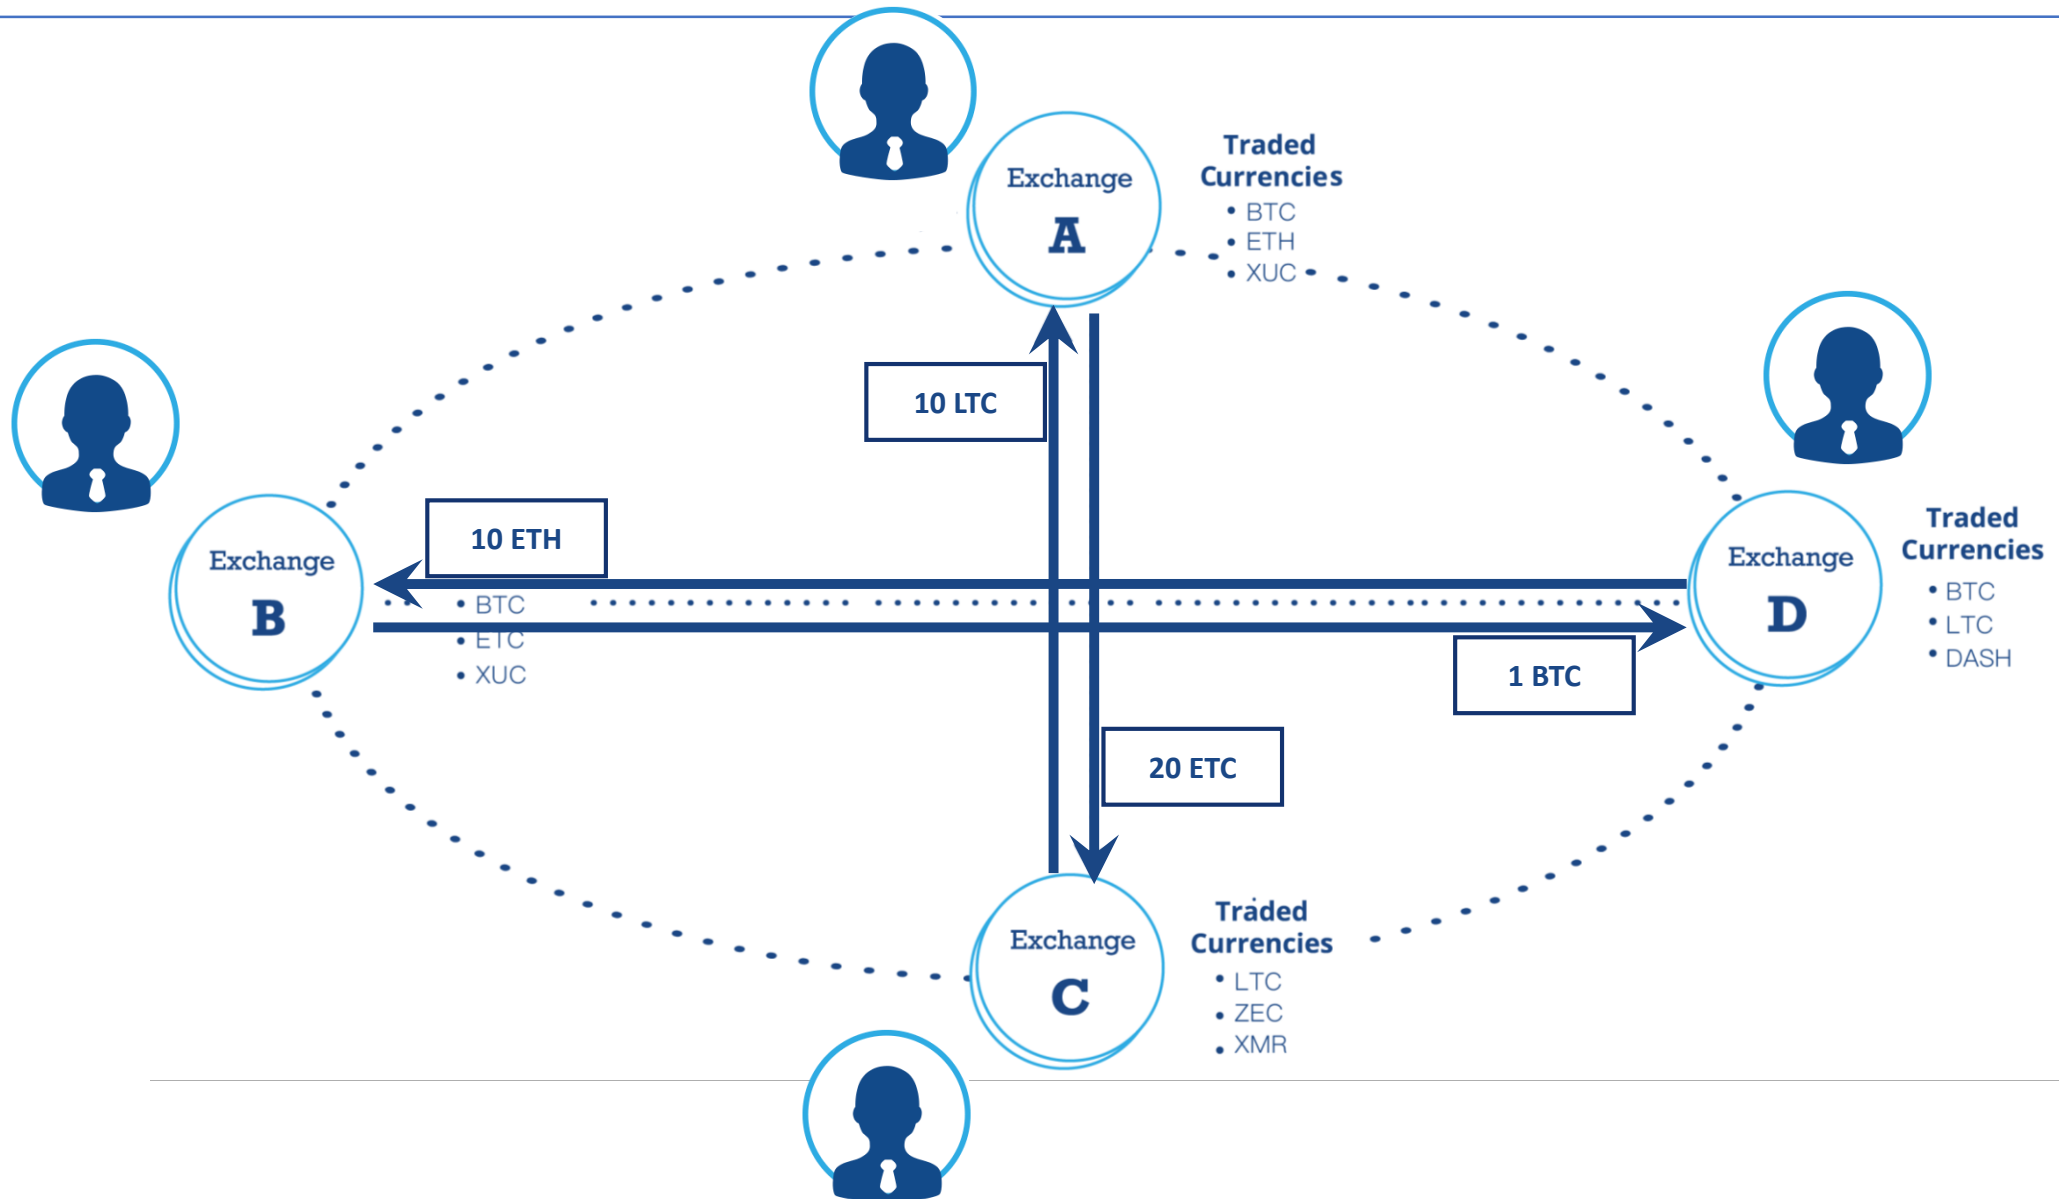 Exchange
A
Traded
Currencies
• BTC
• ETH
• XUC
10 LTC
Exchange
B
10 ETH
• BTC
• ETC
• XUC
Exchange
D
Traded
Currencies
• BTC
• LTC
• DASH
1 BTC
20 ETC
Exchange
C
Traded
Currencies
• LTC
• ZEC
• XMR